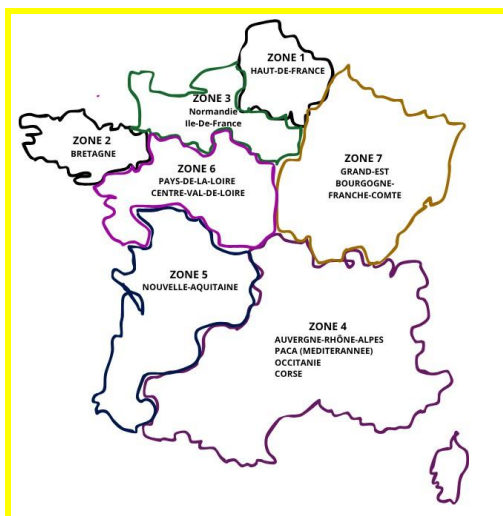 ZONE 1
HAUT-DE-FRANCE
ZONE 3
Normandie
Ile-De-France
ZONE 2
BRETAGNE
ZONE 6
PAYS-DE-LA-LOIRE
CENTRE-VAL-DE-LOIRE
ZONE 7
GRAND-EST
BOURGOGNE-
FRANCHE-COMTE
ZONE 5
NOUVELLE-AQUITAINE
ZONE 4
AUVERGNE-RHÔNE-ALPES
PACA (MEDITERANNEE)
OCCITANIE
CORSE